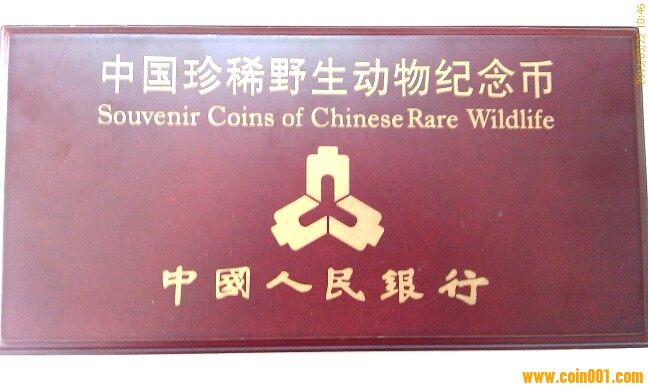 中国珍稀野生动物纪念币
Souvenir Coins of Chinese Rare Wildlife
中國人民銀行
www.coin001.com